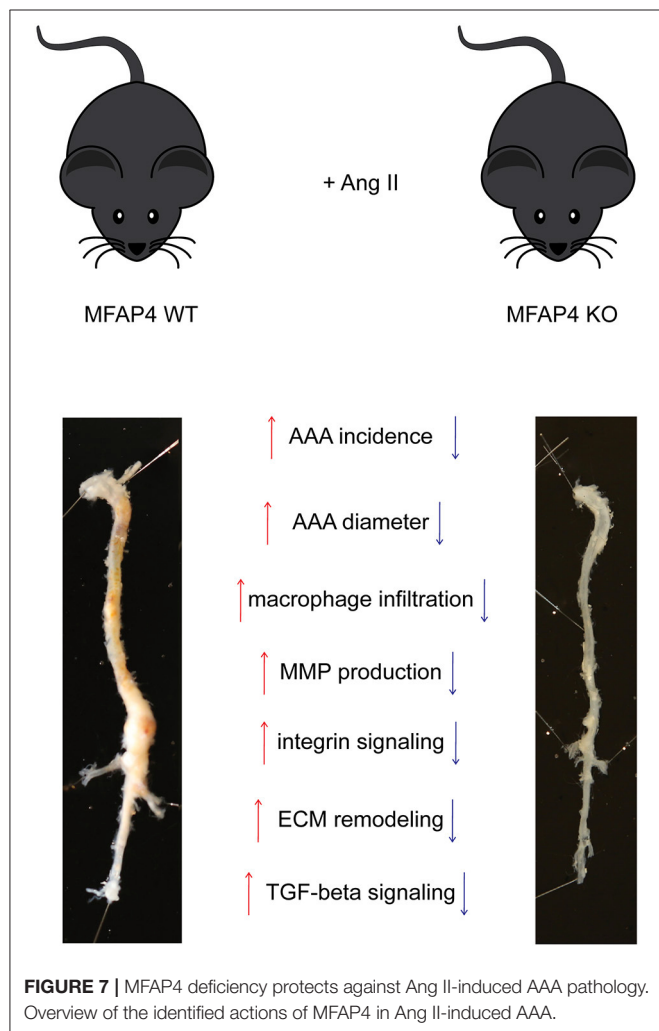 + Ang II
MFAP4 WT
MFAP4 KO
AAA incidence
AAA diameter
macrophage infiltration
MMP production
integrin signaling
ECM remodeling
TGF-beta signaling
FIGURE 7 | MFAP4 deficiency protects against Ang II-induced AAA pathology.
Overview of the identified actions of MFAP4 in Ang II-induced AAA.